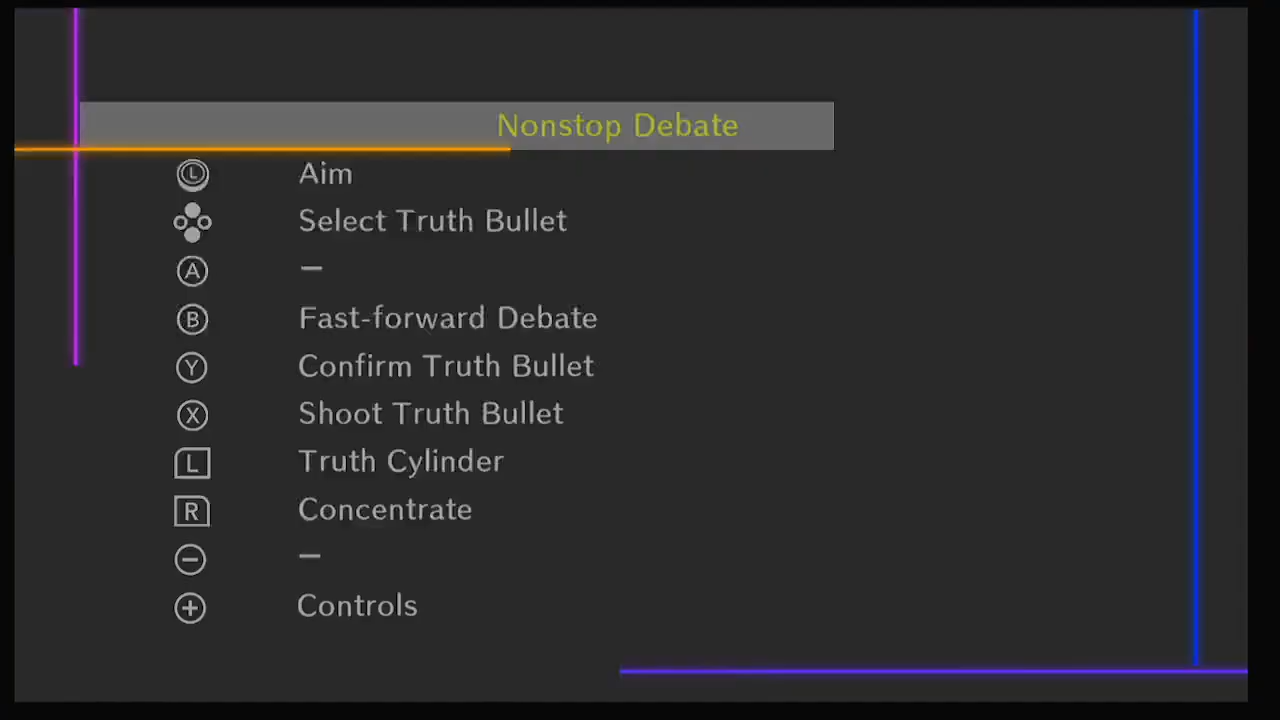 Nonstop Debate
L Aim
Select Truth Bullet
A –
B Fast-forward Debate
Y Confirm Truth Bullet
X Shoot Truth Bullet
L Truth Cylinder
R Concentrate
– –
+ Controls